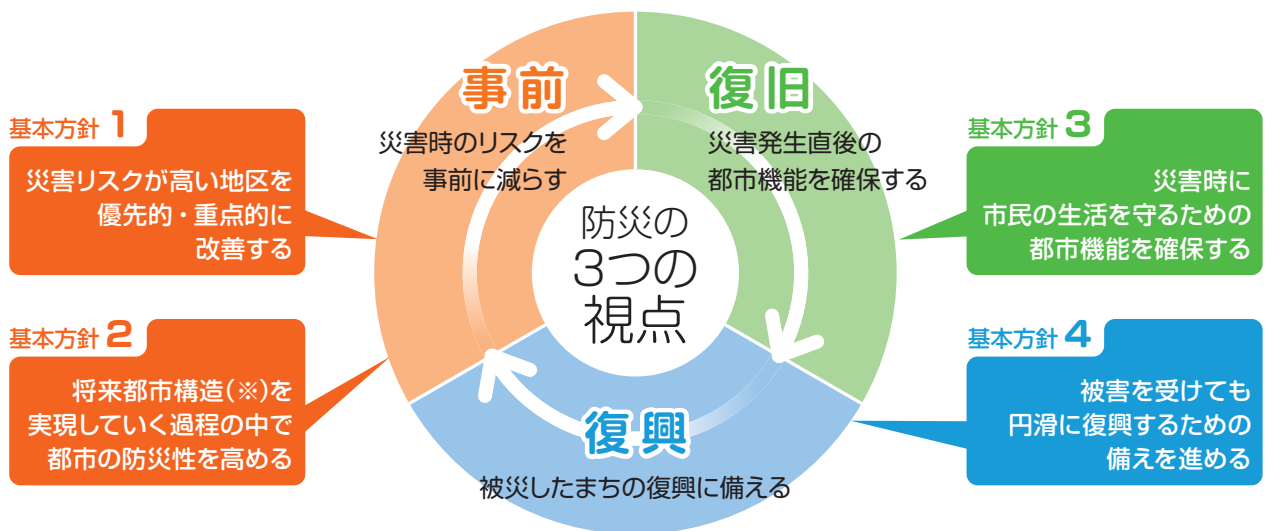 基本方針 1
災害リスクが高い地区を
優先的・重点的に
改善する
基本方針 2
将来都市構造(※)を
実現していく過程の中で
都市の防災性を高める
事前
災害時のリスクを
事前に減らす
復旧
災害発生直後の
都市機能を確保する
防災の
3つの
視点
復興
被災したまちの復興に備える
基本方針 3
災害時に
市民の生活を守るための
都市機能を確保する
基本方針 4
被害を受けても
円滑に復興するための
備えを進める